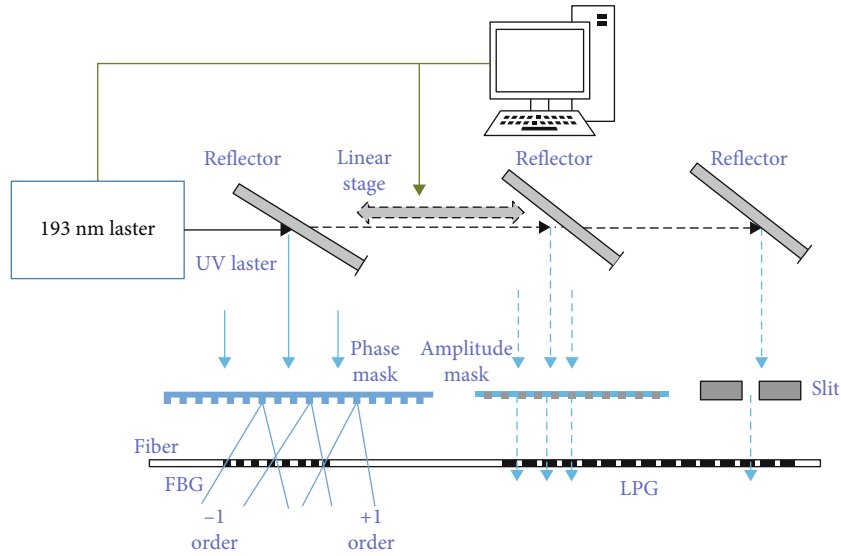 Reflector
Linear
stage
Reflector
Reflector
193 nm laster
UV laster
Phase
mask
Amplitude
mask
Slit
Fiber
FBG
LPG
–1
order
+1
order